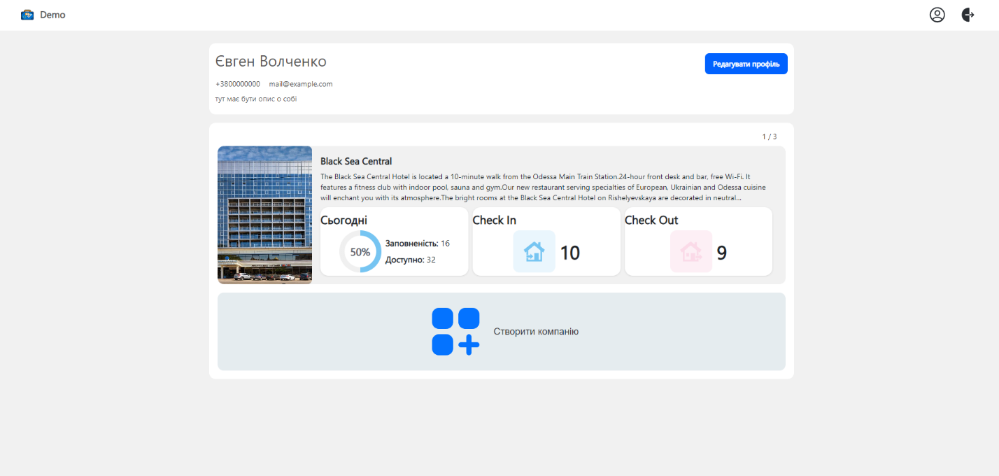 Demo
Євген Волченко
Редагувати профіль
+3800000000 mail@example.com
тут має бути опис о собі
1 / 3
Black Sea Central
The Black Sea Central Hotel is located a 10-minute walk from the Odessa Main Train Station.24-hour front desk and bar, free Wi-Fi. It
features a fitness club with indoor pool, sauna and gym.Our new restaurant serving specialties of European, Ukrainian and Odessa cuisine
will enchant you with its atmosphere.The bright rooms at the Black Sea Central Hotel on Rishelyevskaya are decorated in neutral...
Сьогодні
50%
Заповненість: 16
Доступно: 32
Check In
10
Check Out
9
Створити компанію